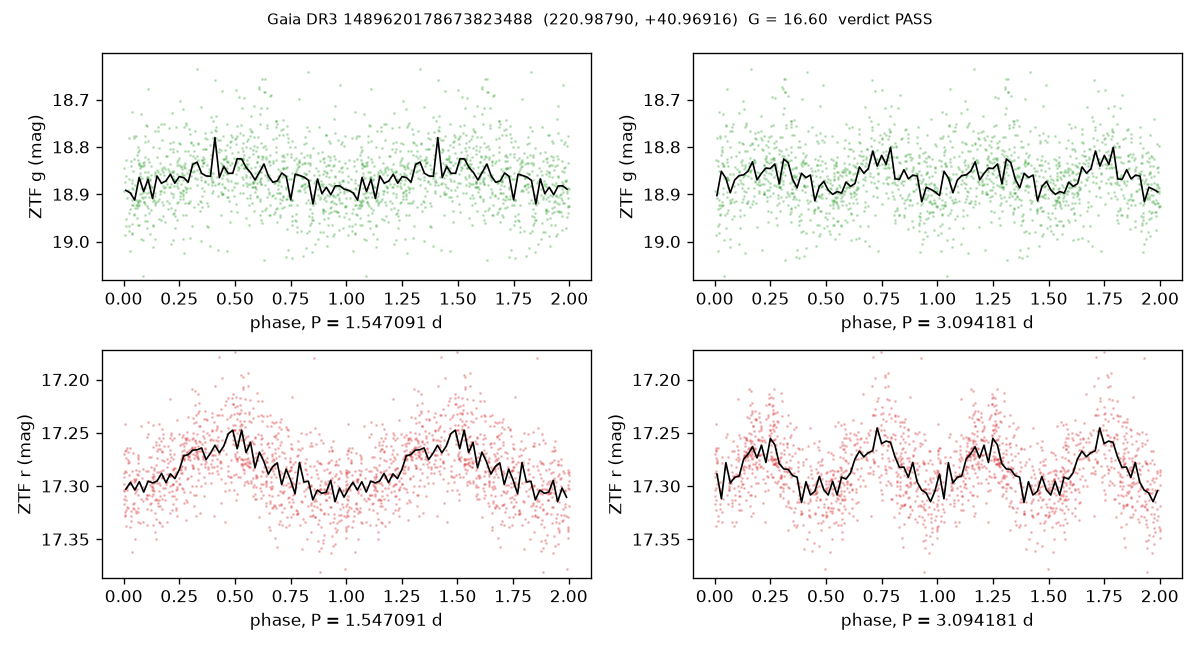 Gaia DR3 1489620178673823488  (220.98790, +40.96916)  G = 16.60  verdict PASS
ZTF g (mag)
18.7
18.8
18.9
19.0
0.00 0.25 0.50 0.75 1.00 1.25 1.50 1.75 2.00
phase, P = 1.547091 d
ZTF g (mag)
18.7
18.8
18.9
19.0
0.00 0.25 0.50 0.75 1.00 1.25 1.50 1.75 2.00
phase, P = 3.094181 d
ZTF r (mag)
17.20
17.25
17.30
17.35
0.00 0.25 0.50 0.75 1.00 1.25 1.50 1.75 2.00
phase, P = 1.547091 d
ZTF r (mag)
17.20
17.25
17.30
17.35
0.00 0.25 0.50 0.75 1.00 1.25 1.50 1.75 2.00
phase, P = 3.094181 d